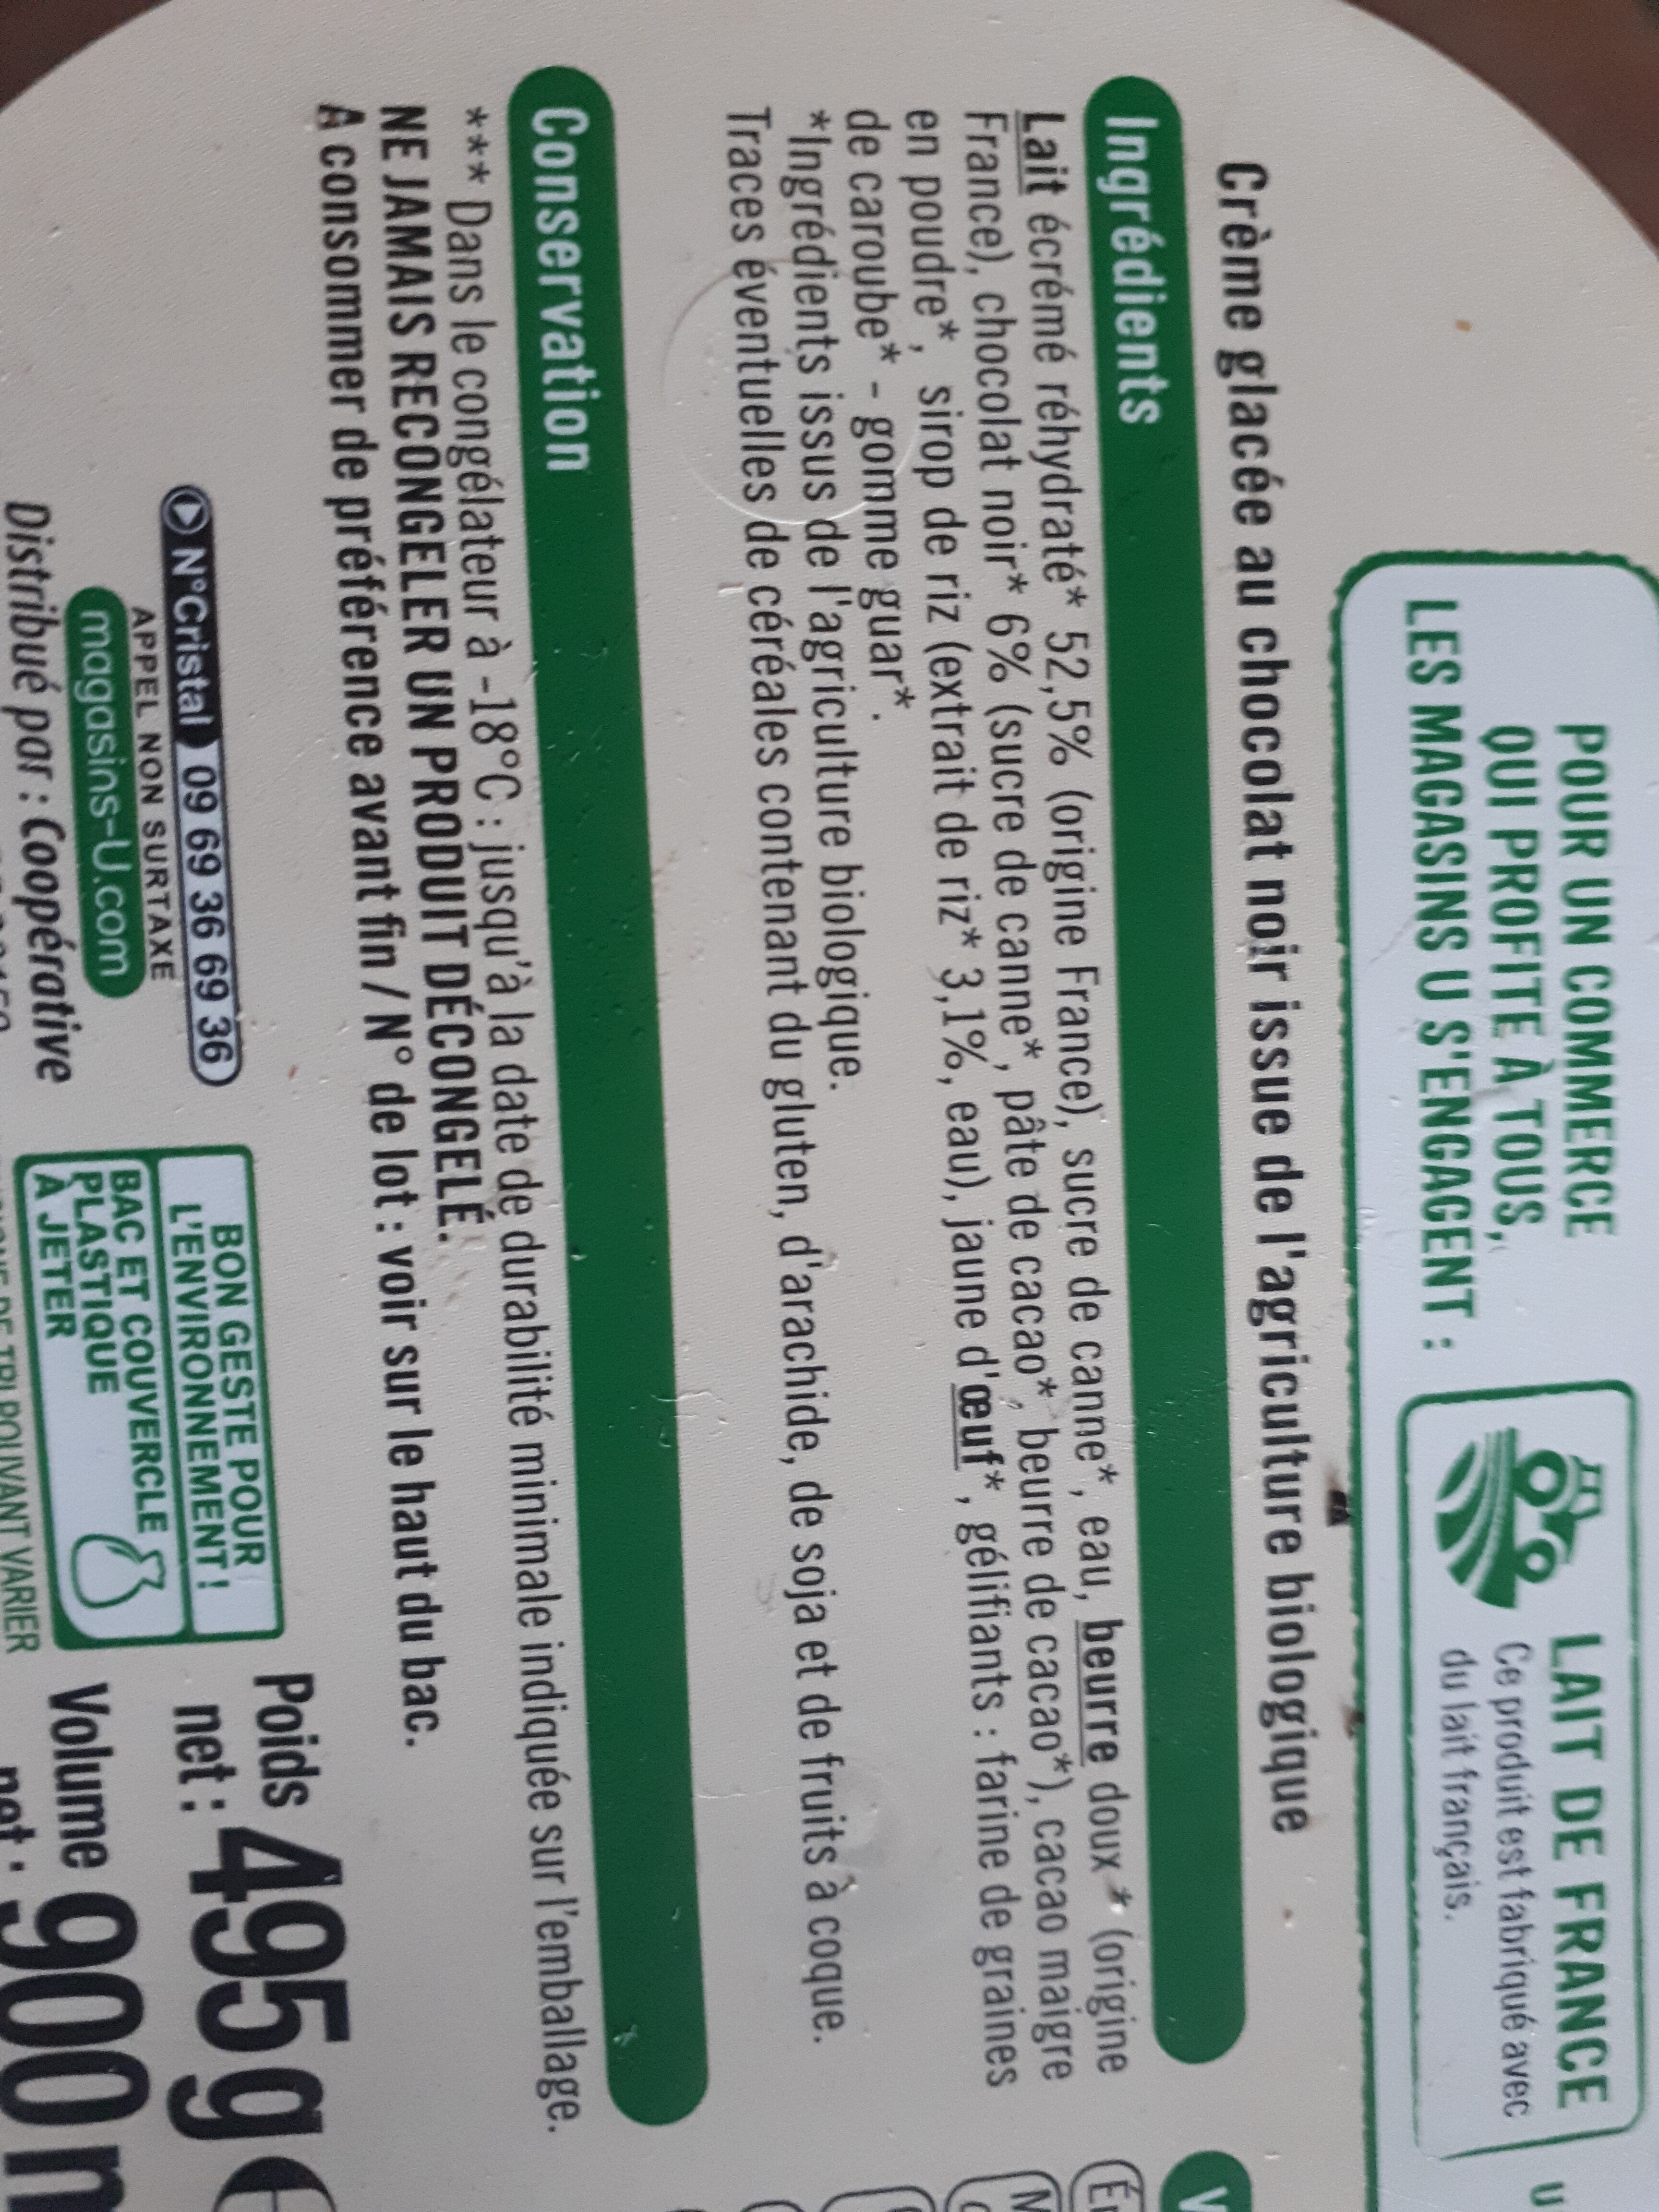 POUR UN COMMERCE
QUI PROFITE À TOUS,
LES MAGASINS U S'ENGAGENT :
LAIT DE FRANCE
Ce produit est fabriqué avec
du lait français.
Crème glacée au chocolat noir issue de l'agriculture biologique
Ingrédients
Lait écrémé réhydraté* 52,5% (origine France), sucre de canne*, eau, beurre doux* (origine
France), chocolat noir* 6% (sucre de canne*, pâte de cacao*, beurre de cacao*), cacao maigre
en poudre*, sirop de riz (extrait de riz* 3,1%, eau), jaune d'œuf*, gélifiants : farine de graines
de caroube* - gomme guar*.
*Ingrédients issus de l'agriculture biologique.
Traces éventuelles de céréales contenant du gluten, d'arachide, de soja et de fruits à coque.
Conservation
*** Dans le congélateur à -18°C : jusqu'à la date de durabilité minimale indiquée sur l'emballage.
NE JAMAIS RECONGELER UN PRODUIT DÉCONGELÉ.
A consommer de préférence avant fin / N° de lot : voir sur le haut du bac.
N°Cristal 09 69 36 69 36
APPEL NON SURTAXE
magasins-U.com
Distribué par : Coopérative
BON GESTE POUR
L'ENVIRONNEMENT !
BAC ET COUVERCLE
PLASTIQUE
À JETER
POUVANT VARIER
Poids
net : 495 g
Volume
net : 900